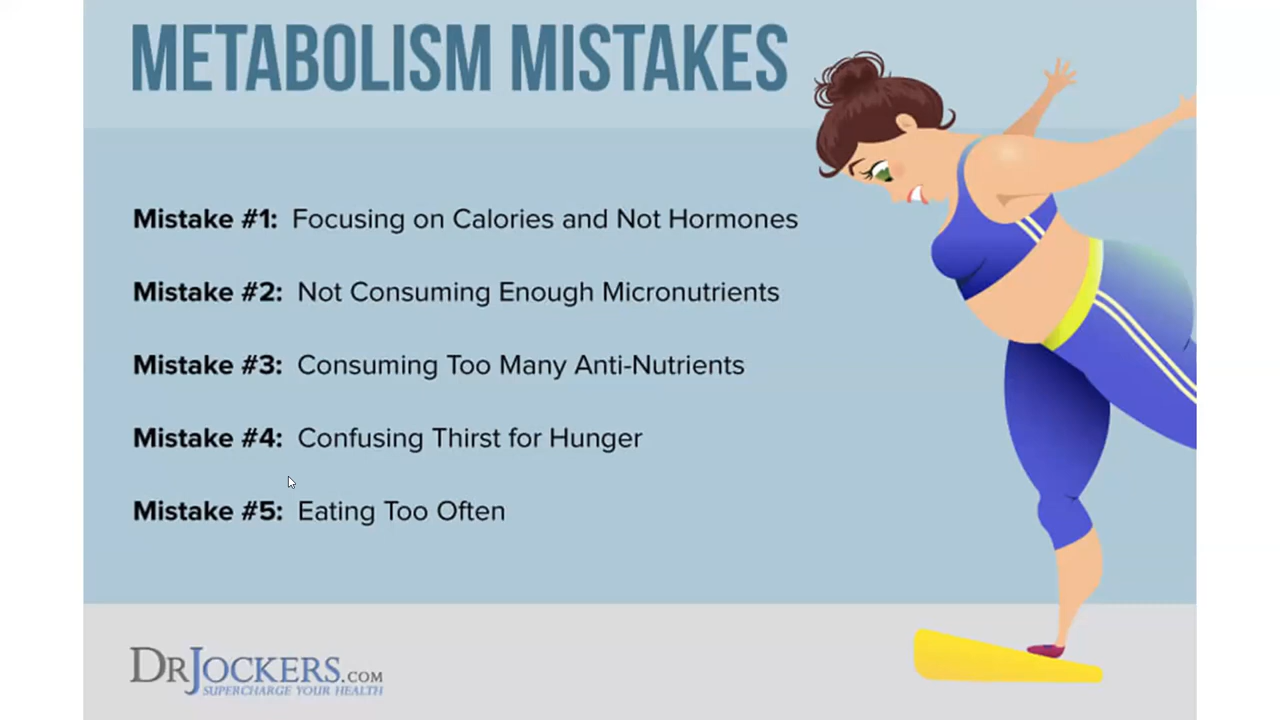 METABOLISM MISTAKES
Mistake #1: Focusing on Calories and Not Hormones
Mistake #2: Not Consuming Enough Micronutrients
Mistake #3: Consuming Too Many Anti-Nutrients
Mistake #4: Confusing Thirst for Hunger
Mistake #5: Eating Too Often
DRJOCKERS.COM
SUPERCHARGE YOUR HEALTH